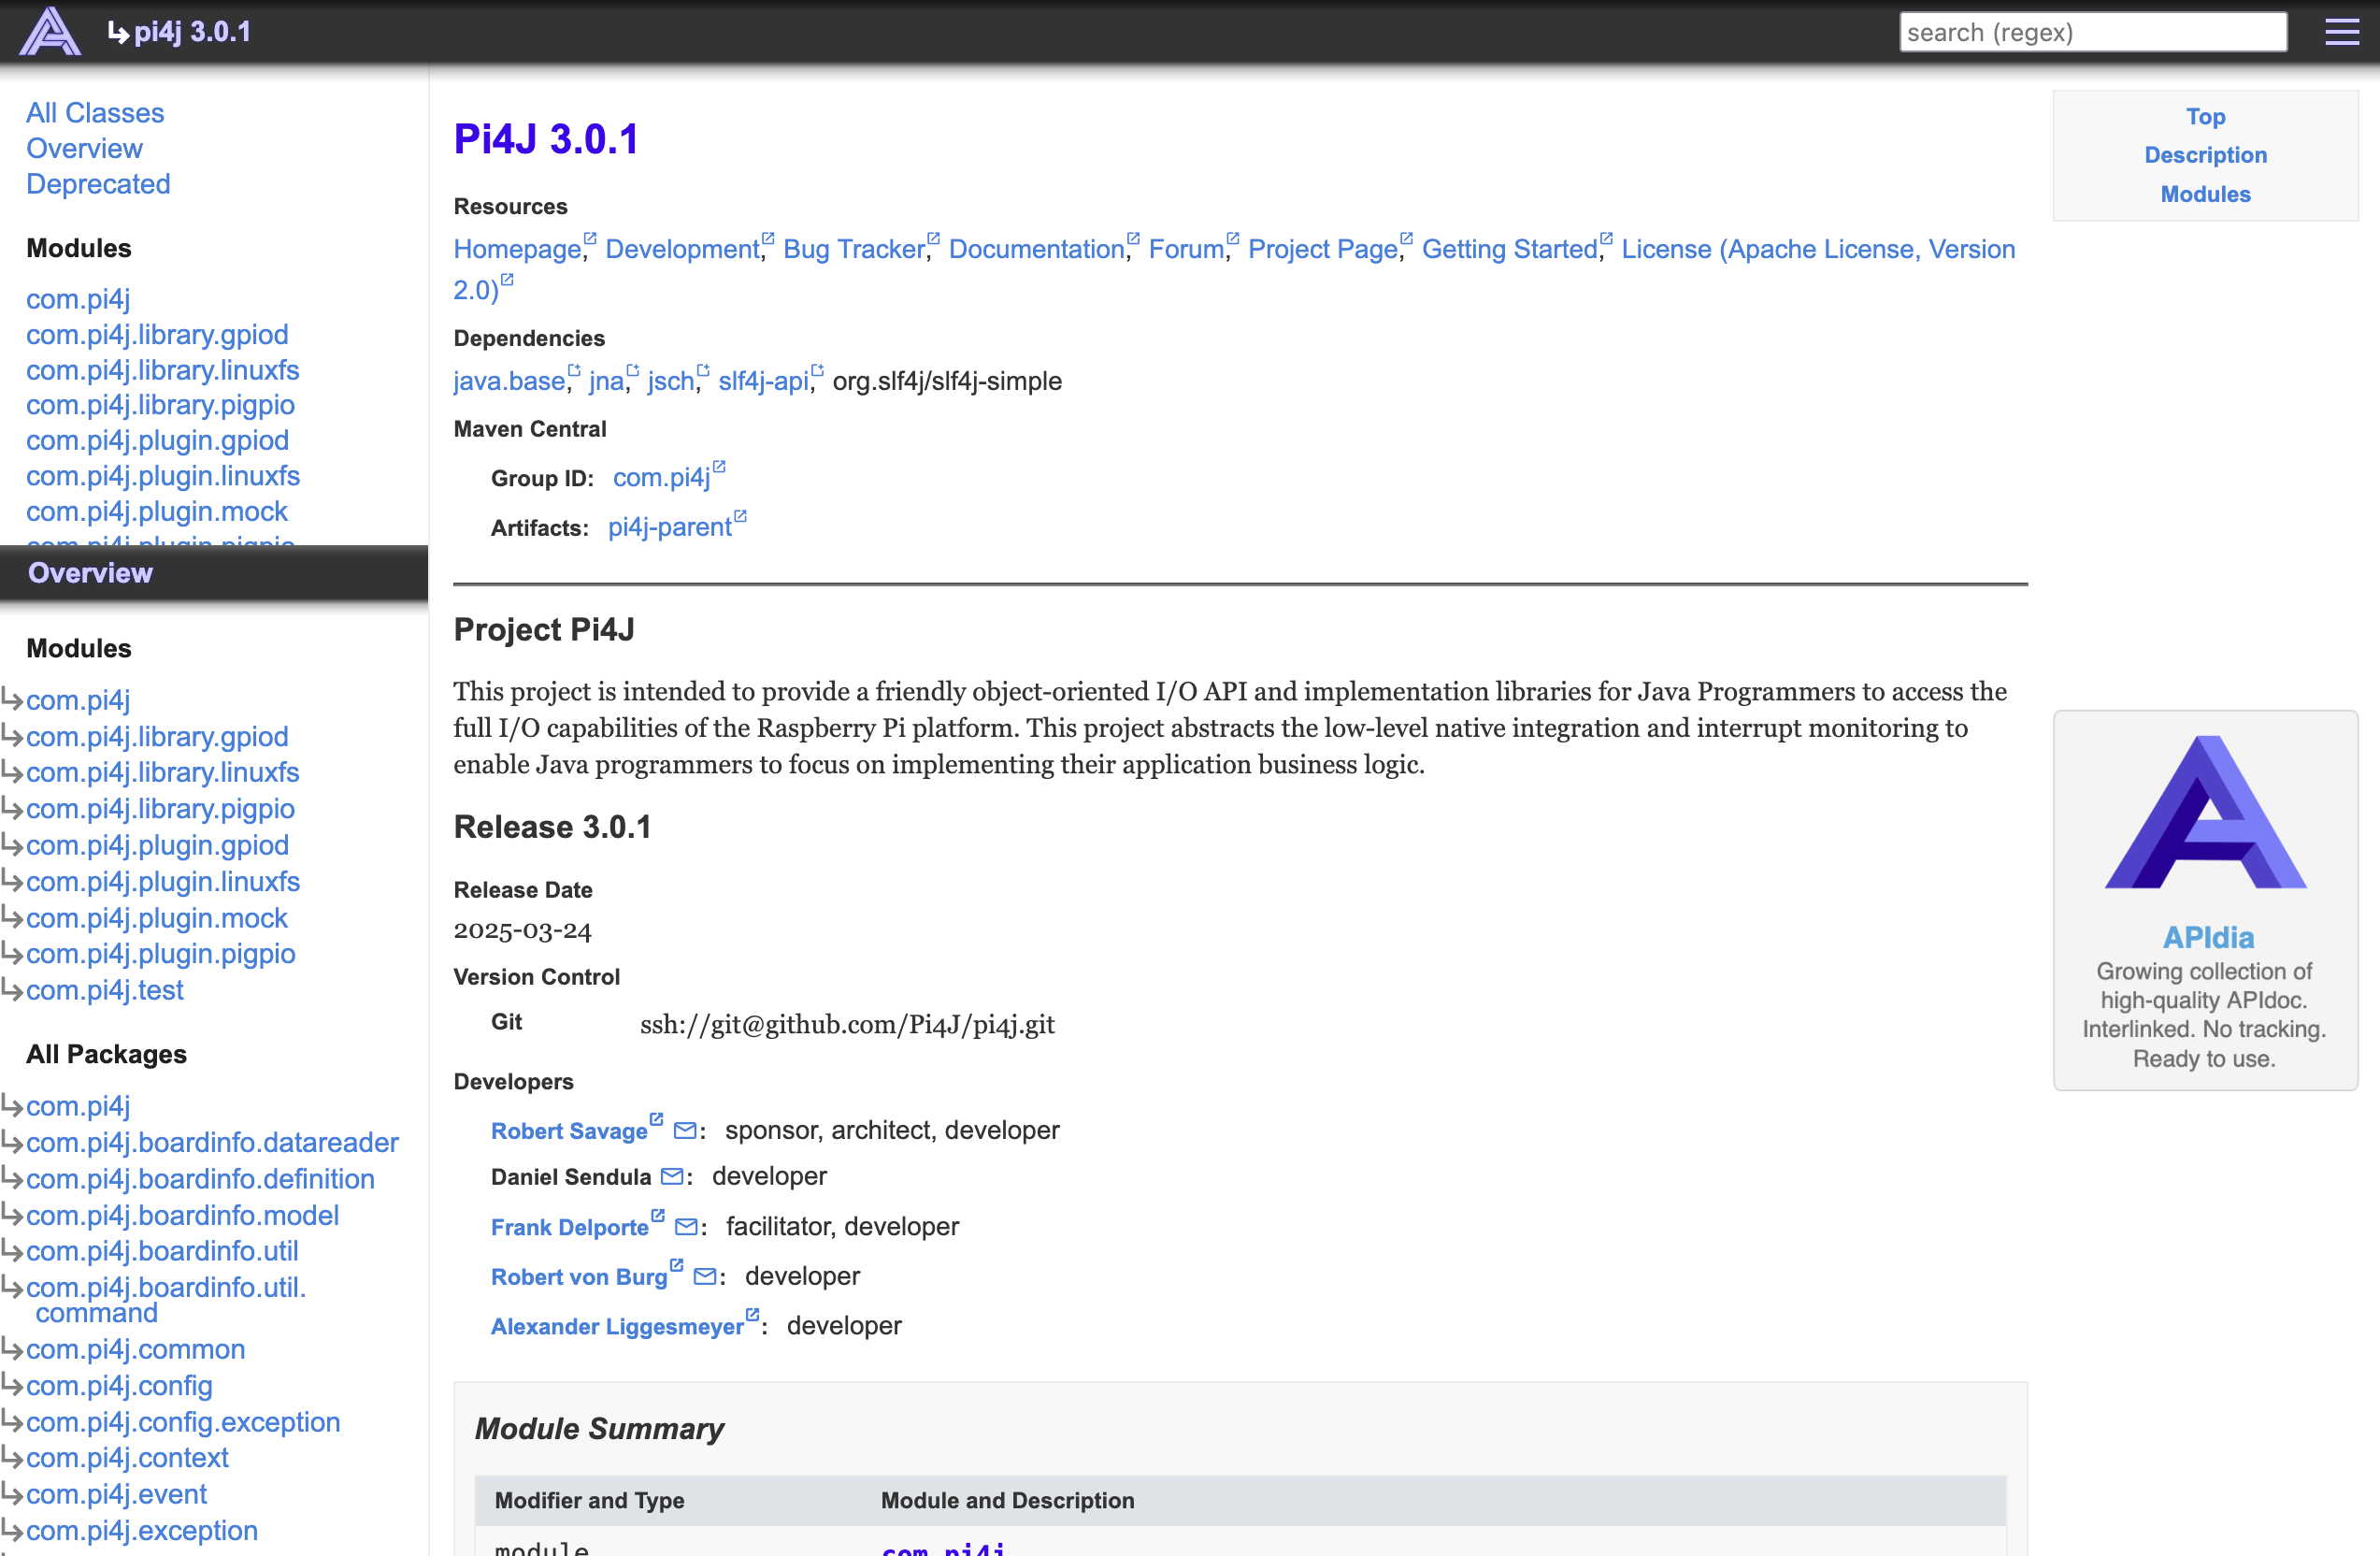 pi4j 3.0.1
search (regex)
All Classes
Overview
Deprecated
Modules
com.pi4j
com.pi4j.library.gpiod
com.pi4j.library.linuxfs
com.pi4j.library.pigpio
com.pi4j.plugin.gpiod
com.pi4j.plugin.linuxfs
com.pi4j.plugin.mock
com.pi4j.plugin.pigpio
Overview
Modules
com.pi4j
com.pi4j.library.gpiod
com.pi4j.library.linuxfs
com.pi4j.library.pigpio
com.pi4j.plugin.gpiod
com.pi4j.plugin.linuxfs
com.pi4j.plugin.mock
com.pi4j.plugin.pigpio
com.pi4j.test
All Packages
com.pi4j
com.pi4j.boardinfo.datareader
com.pi4j.boardinfo.definition
com.pi4j.boardinfo.model
com.pi4j.boardinfo.util
com.pi4j.boardinfo.util.
command
com.pi4j.common
com.pi4j.config
com.pi4j.config.exception
com.pi4j.context
com.pi4j.event
com.pi4j.exception
Pi4J 3.0.1
Resources
Homepage, Development, Bug Tracker, Documentation, Forum, Project Page, Getting Started, License (Apache License, Version
2.0)
Dependencies
java.base, jna, jsch, slf4j-api, org.slf4j/slf4j-simple
Maven Central
Group ID: com.pi4j
Artifacts: pi4j-parent
Project Pi4J
This project is intended to provide a friendly object-oriented I/O API and implementation libraries for Java Programmers to access the
full I/O capabilities of the Raspberry Pi platform. This project abstracts the low-level native integration and interrupt monitoring to
enable Java programmers to focus on implementing their application business logic.
Release 3.0.1
Release Date
2025-03-24
Version Control
Git ssh://git@github.com/Pi4J/pi4j.git
Developers
Robert Savage : sponsor, architect, developer
Daniel Sendula : developer
Frank Delporte : facilitator, developer
Robert von Burg : developer
Alexander Liggesmeyer : developer
Module Summary
Modifier and Type Module and Description
module com.pi4j
Top
Description
Modules
APIdia
Growing collection of
high-quality APIdoc.
Interlinked. No tracking.
Ready to use.